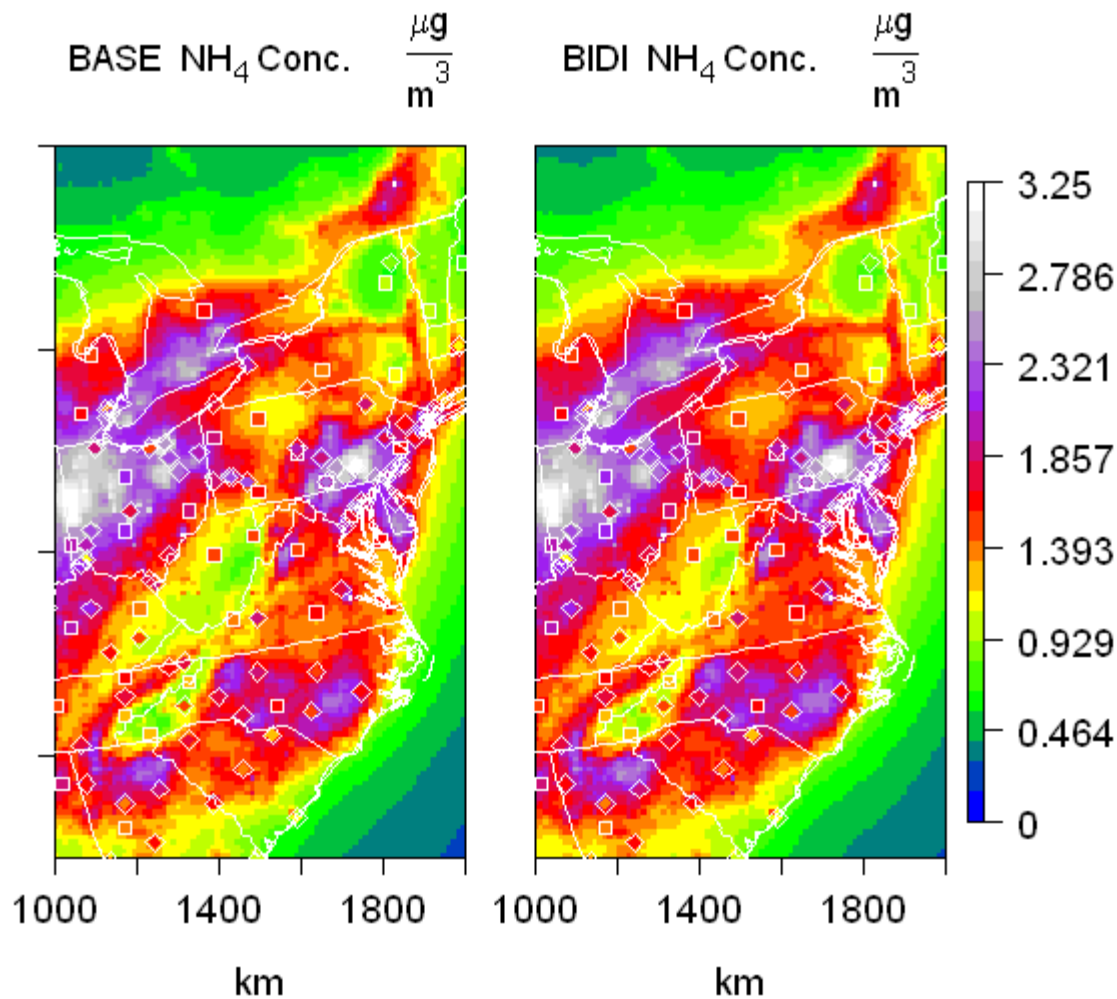 BASE NH4 Conc. μg/m3
BIDI NH4 Conc. μg/m3
3.25
2.786
2.321
1.857
1.393
0.929
0.464
0
1000 1400 1800
1000 1400 1800
km
km